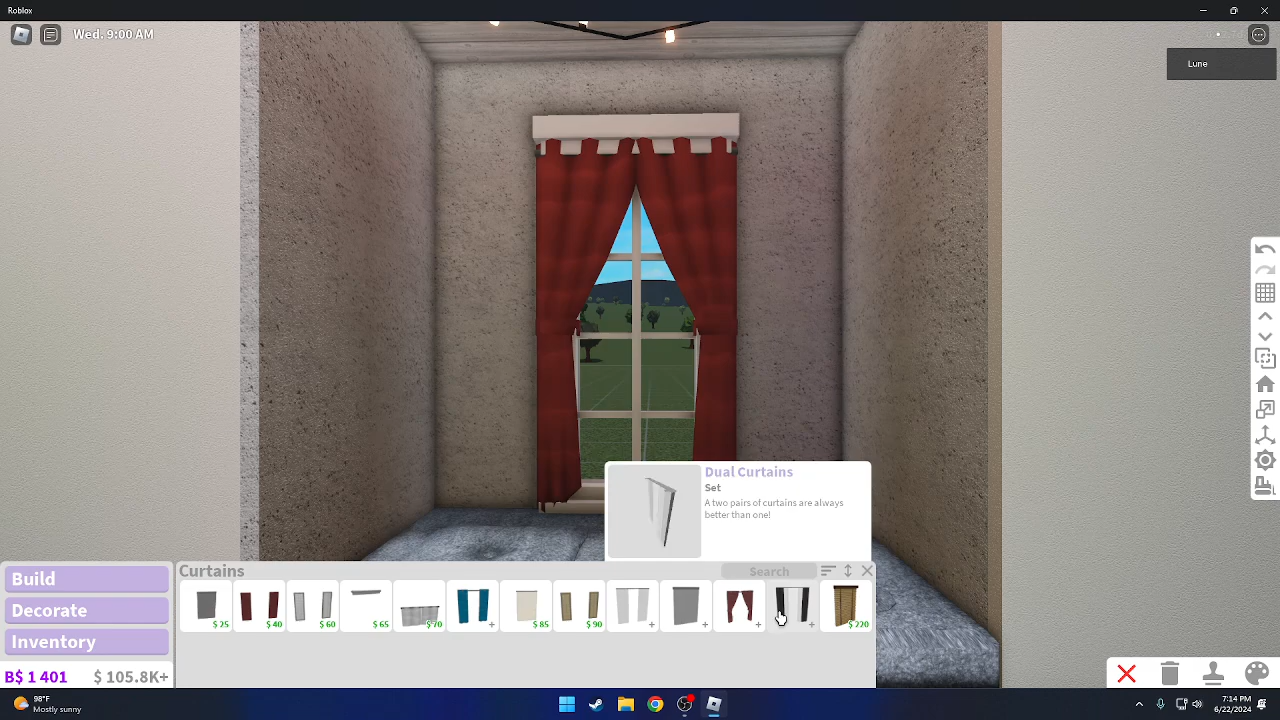 Roblox
Wed. 9:00 AM
Lune
Dual Curtains
Set
A two pairs of curtains are always
better than one!
Build
Decorate
Inventory
B$ 1 401
$ 105.8K+
Curtains
Search
$ 25
$ 40
$ 60
$ 65
$ 70
+
$ 85
$ 90
+
+
+
+
$ 220
98°F
Mostly sunny
7:14 PM
6/22/2024